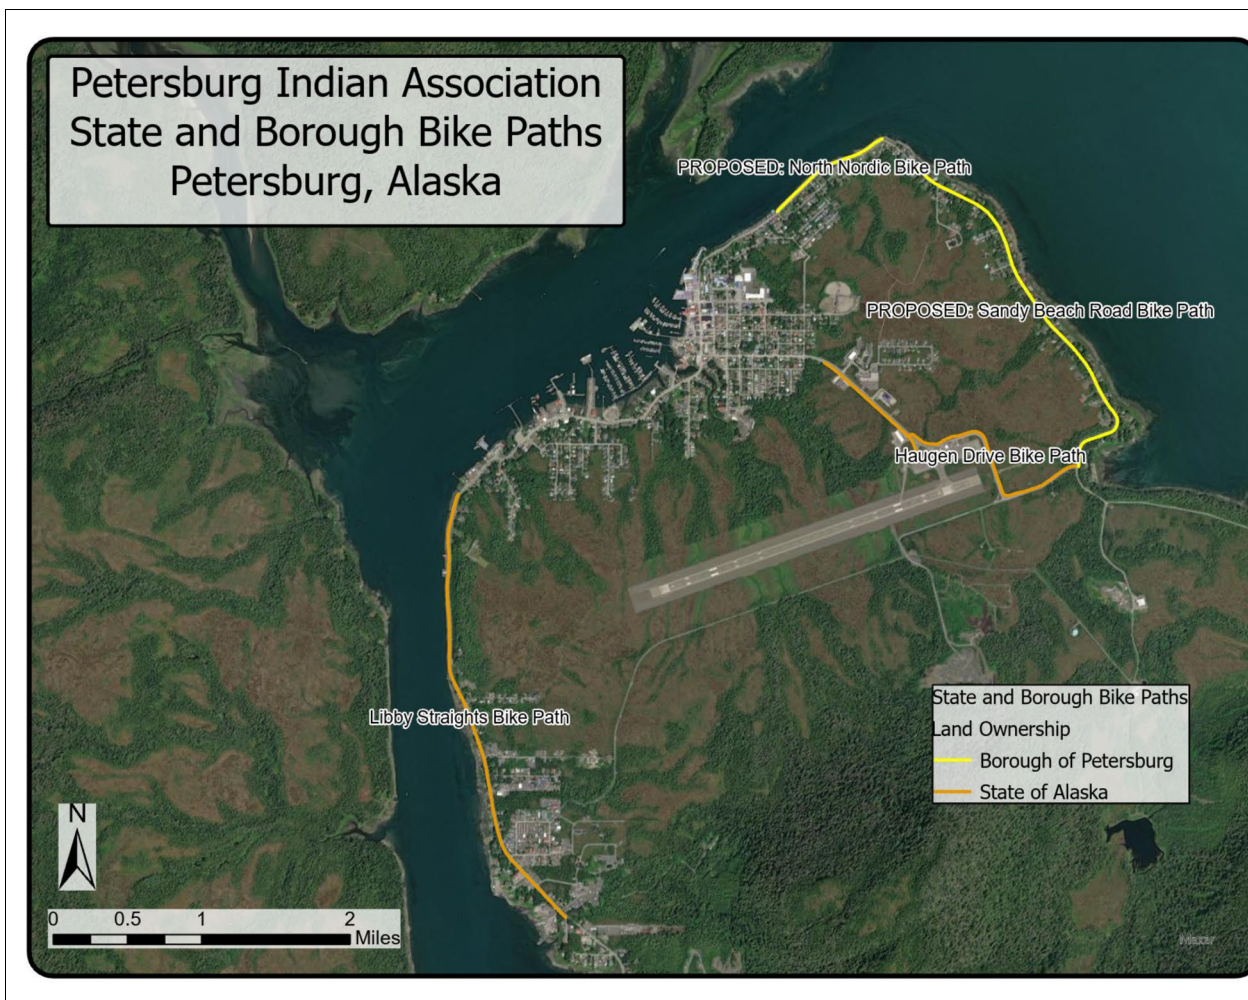 Petersburg Indian Association
State and Borough Bike Paths
Petersburg, Alaska
PROPOSED: North Nordic Bike Path
PROPOSED: Sandy Beach Road Bike Path
Haugen Drive Bike Path
Libby Straights Bike Path
State and Borough Bike Paths
Land Ownership
Borough of Petersburg
State of Alaska
N
0 0.5 1 2
Miles
Maxar